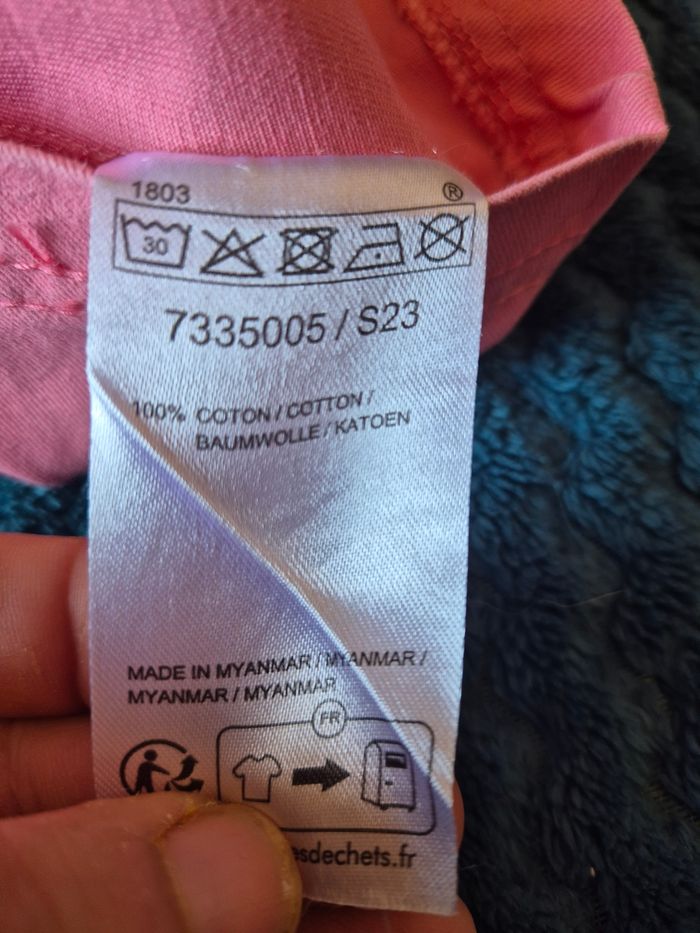 1803 ®
30
7335005 / S23
100% COTON / COTTON /
BAUMWOLLE / KATOEN
MADE IN MYANMAR / MYANMAR /
MYANMAR / MYANMAR
FR
esdechets.fr